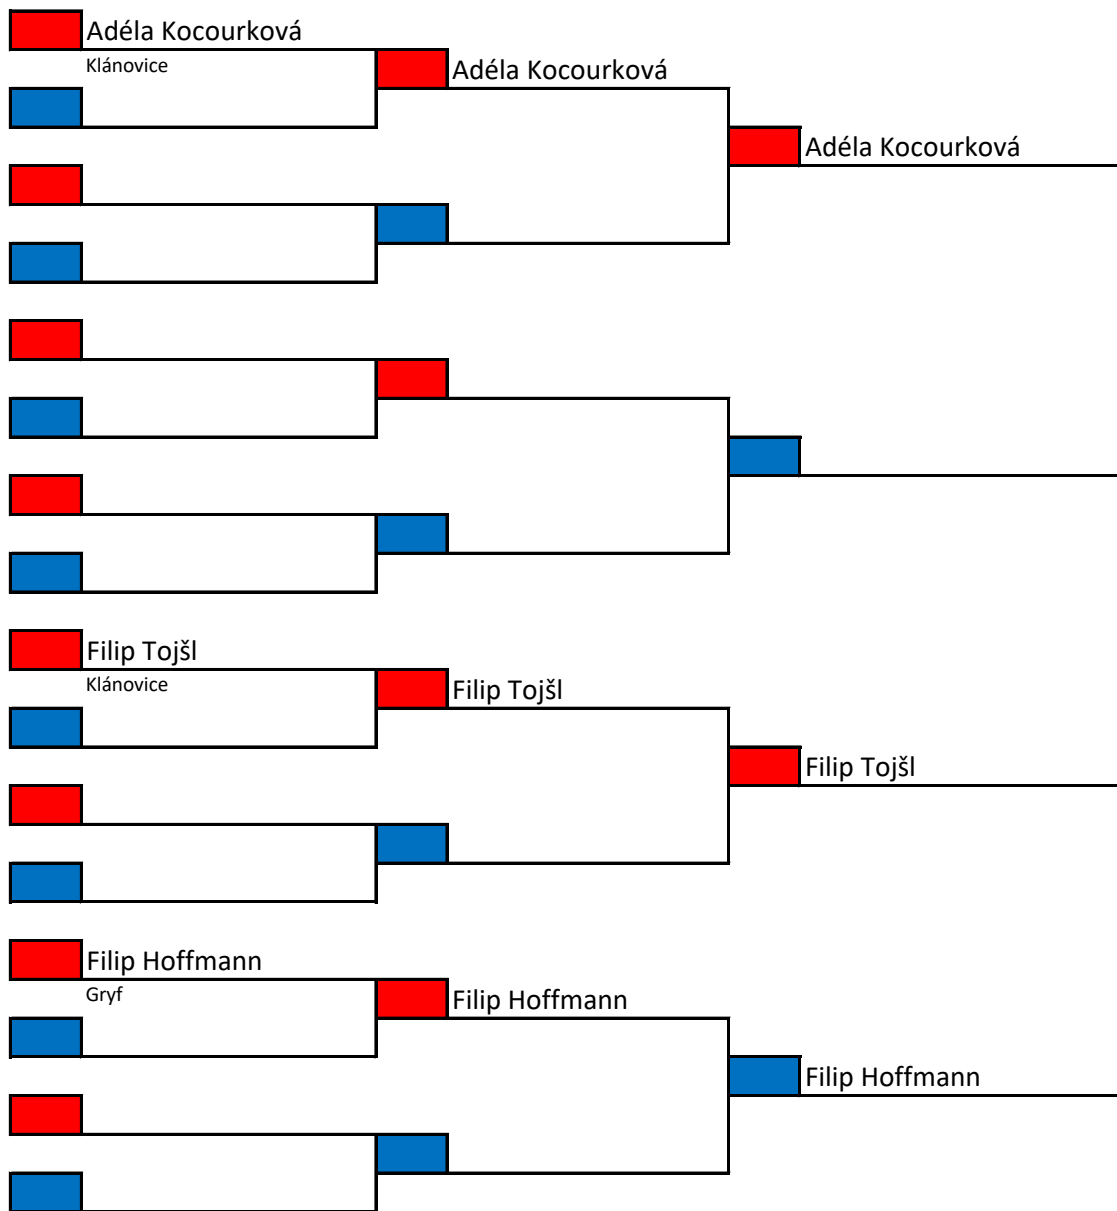 Adéla Kocourková
Klánovice
Adéla Kocourková
Adéla Kocourková
Filip Tojšl
Klánovice
Filip Tojšl
Filip Tojšl
Filip Hoffmann
Gryf
Filip Hoffmann
Filip Hoffmann